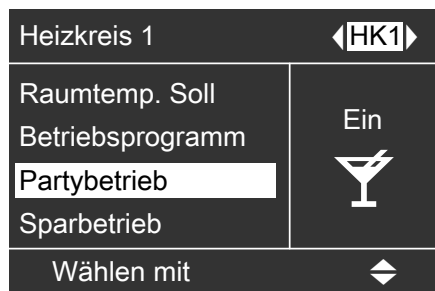 Heizkreis 1 HK1
Raumtemp. Soll
Betriebsprogramm
Partybetrieb
Sparbetrieb
Ein
Wählen mit